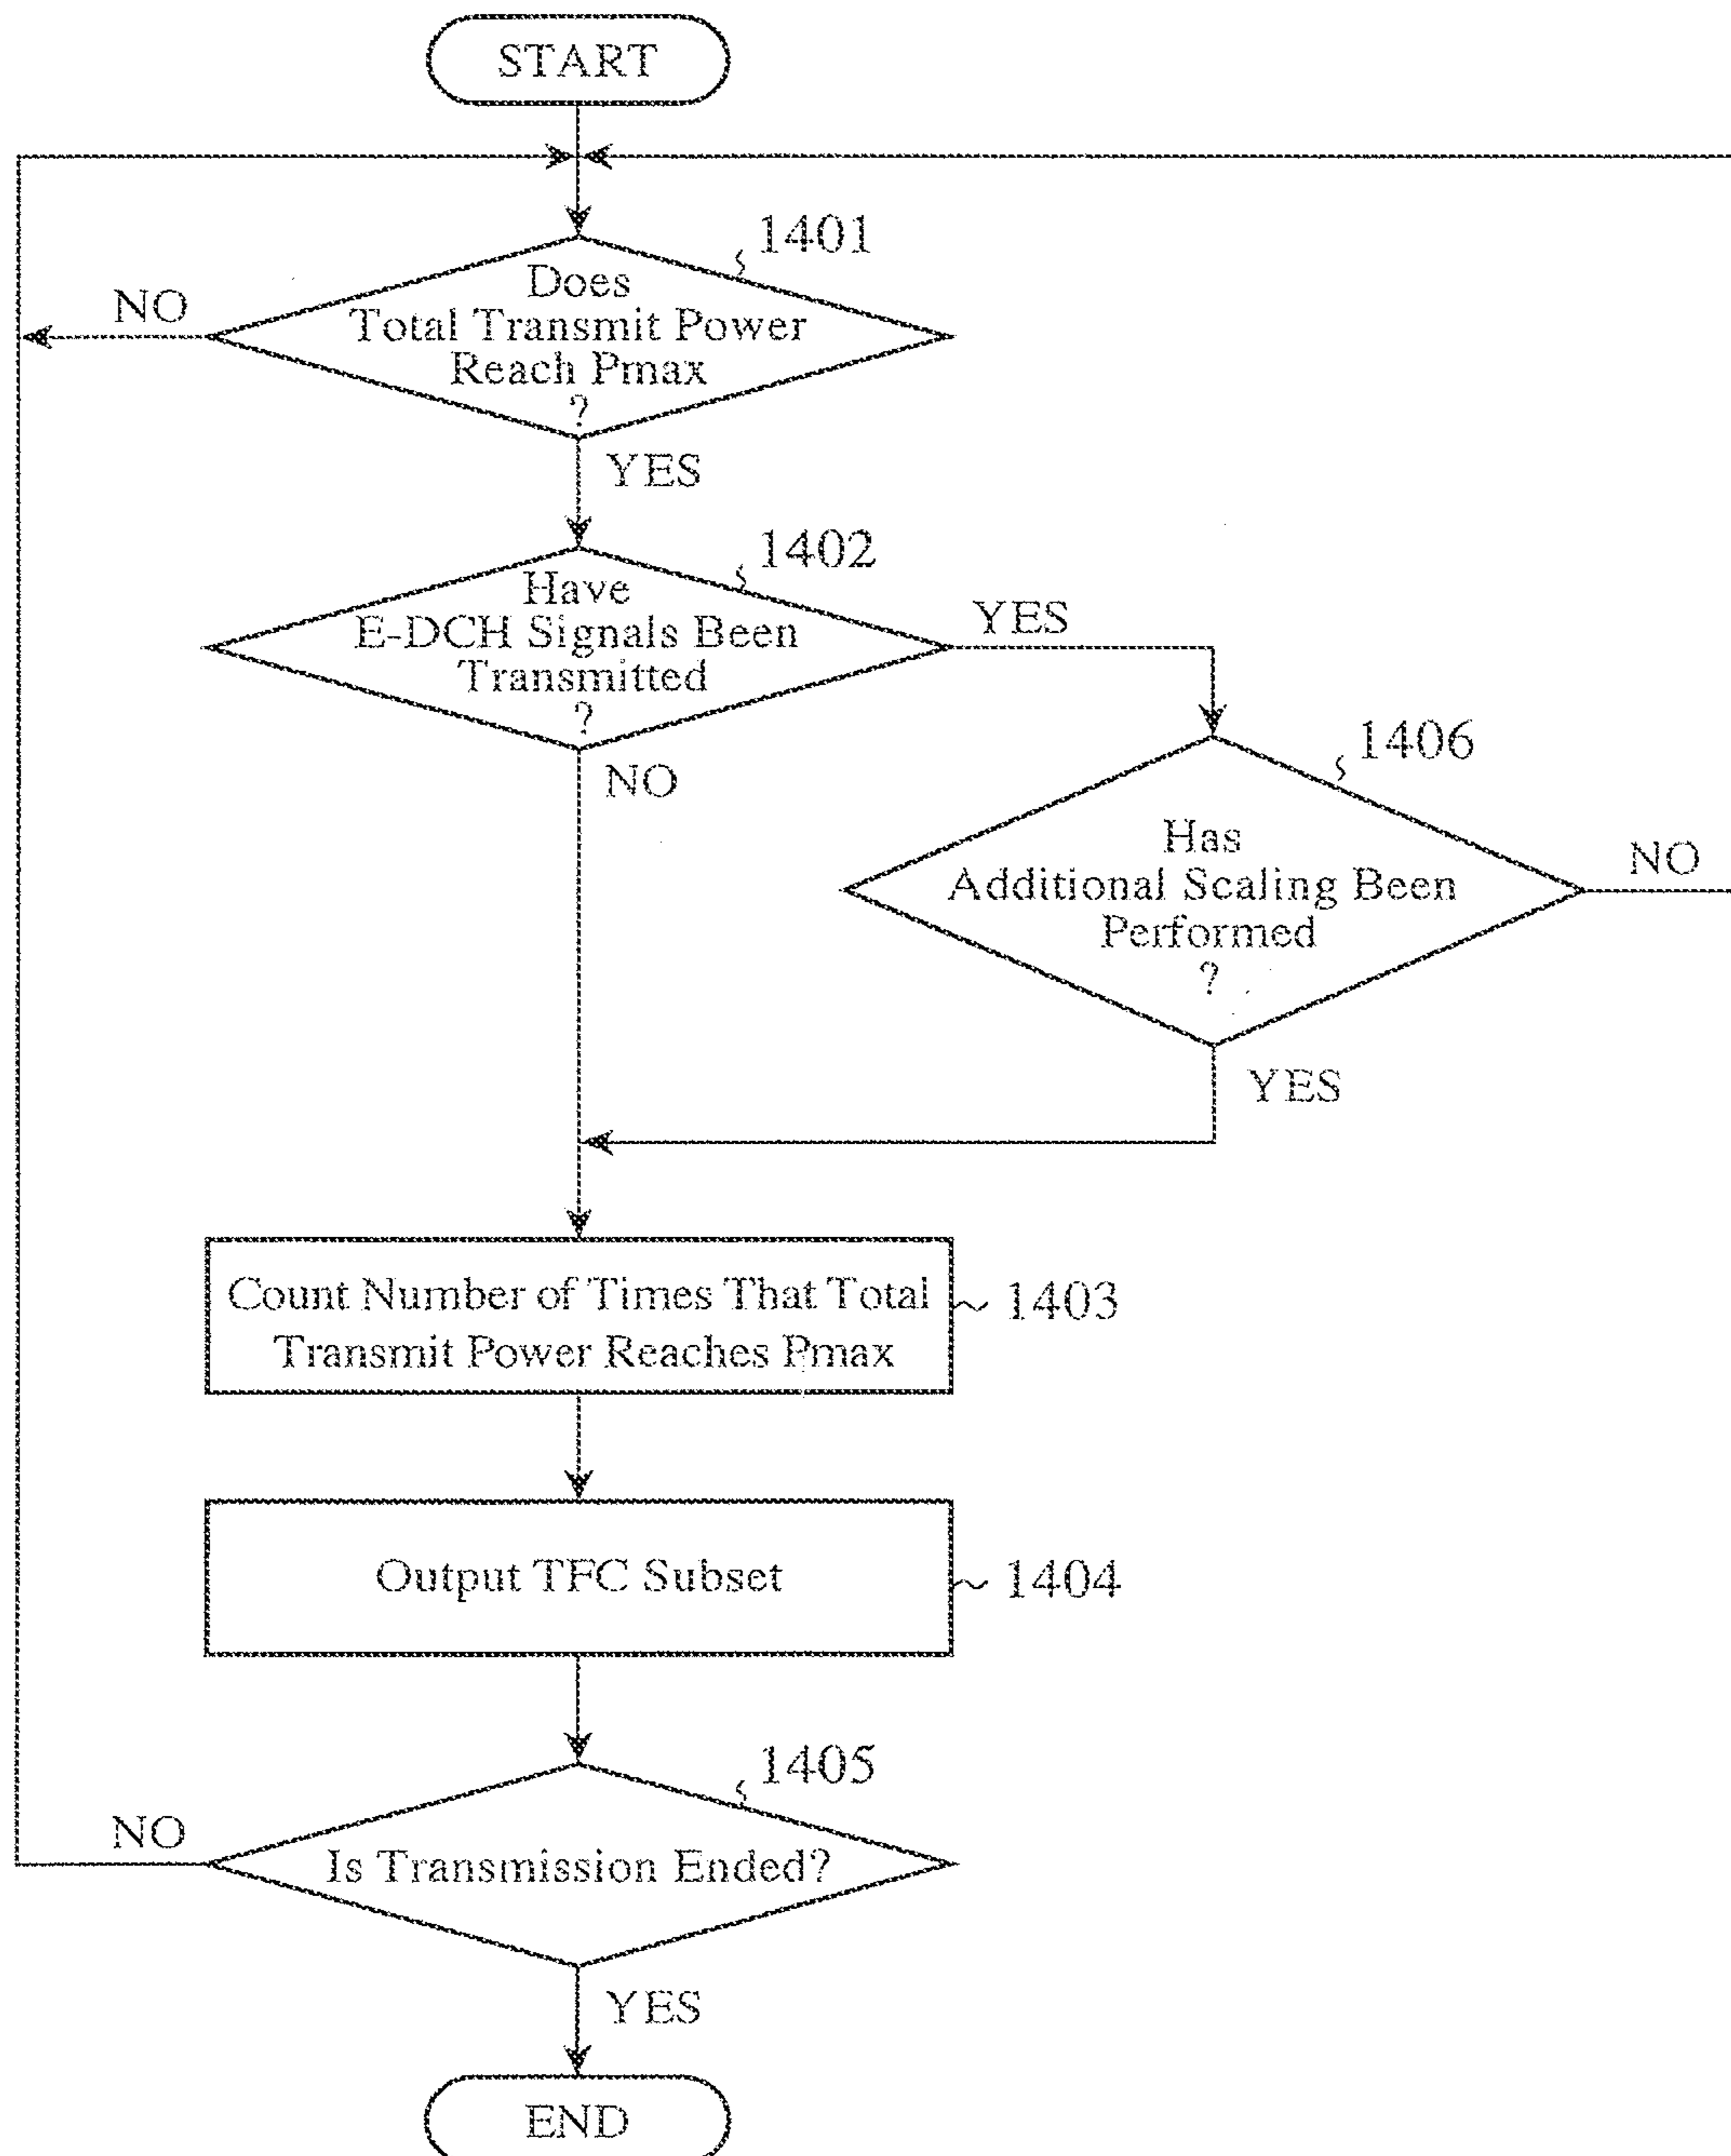 START
1401
Does
Total Transmit Power
Reach Pmax
?
NO
YES
1402
Have
E-DCH Signals Been
Transmitted
?
YES
NO
1406
Has
Additional Scaling Been
Performed
?
NO
YES
Count Number of Times That Total
Transmit Power Reaches Pmax
1403
Output TFC Subset
1404
1405
Is Transmission Ended?
NO
YES
END